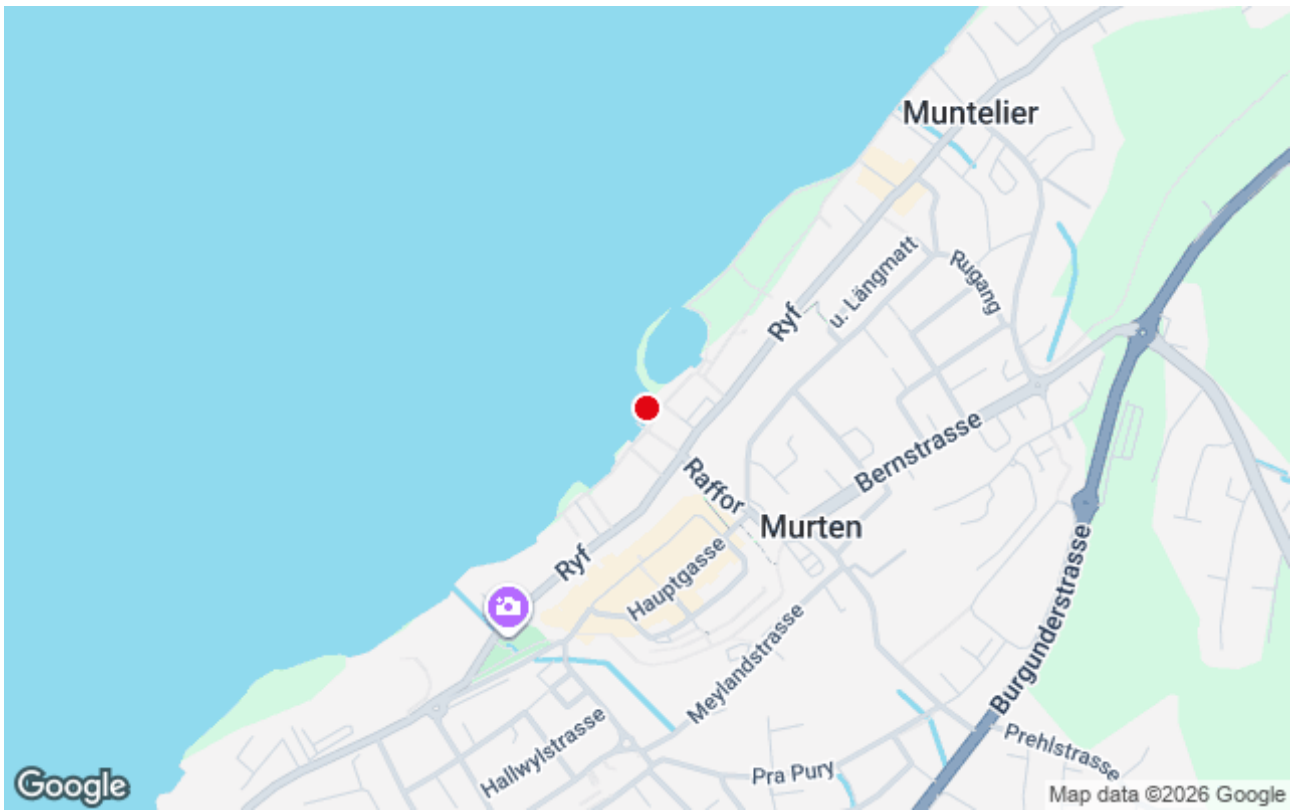 Muntelier
Rugang
u. Längmatt
Ryf
Bernstrasse
Raffor
Murten
Ryf
Hauptgasse
Burgunderstrasse
Meylandstrasse
Prehlstrasse
Hallwylstrasse
Pra Pury
Google
Map data ©2026 Google